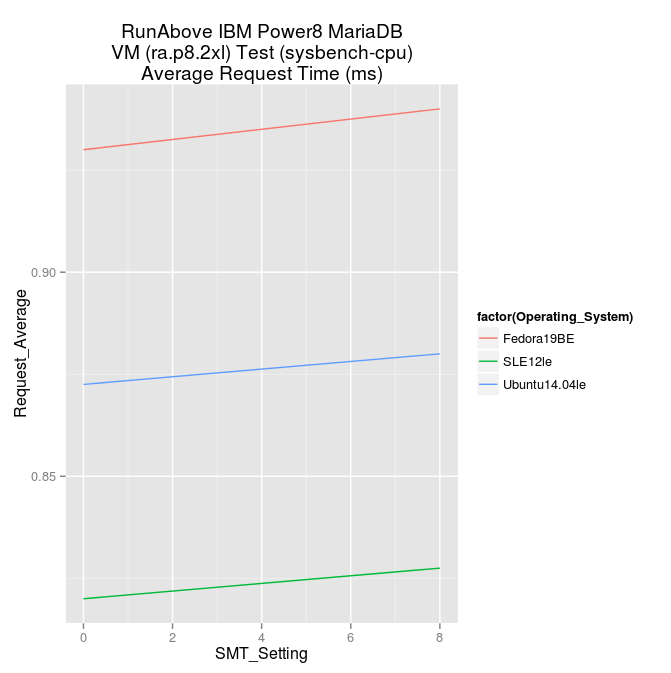 RunAbove IBM Power8 MariaDB
VM (ra.p8.2xl) Test (sysbench-cpu)
Average Request Time (ms)
0.90
0.85
Request_Average
0 2 4 6 8
SMT_Setting
factor(Operating_System)
Fedora19BE
SLE12le
Ubuntu14.04le